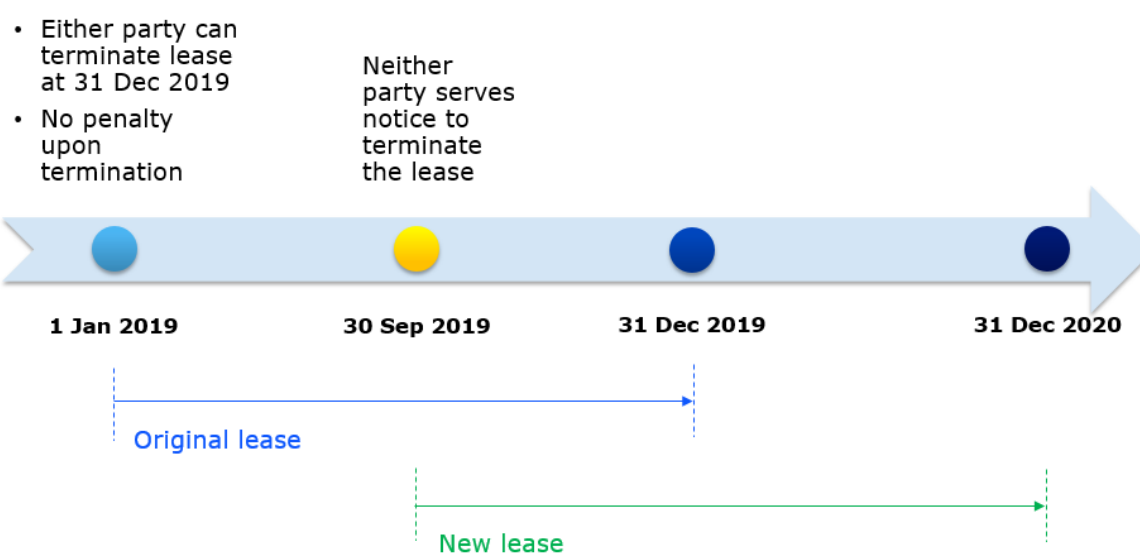 • Either party can
terminate lease
at 31 Dec 2019
• No penalty
upon
termination
Neither
party serves
notice to
terminate
the lease
1 Jan 2019
30 Sep 2019
31 Dec 2019
31 Dec 2020
Original lease
New lease